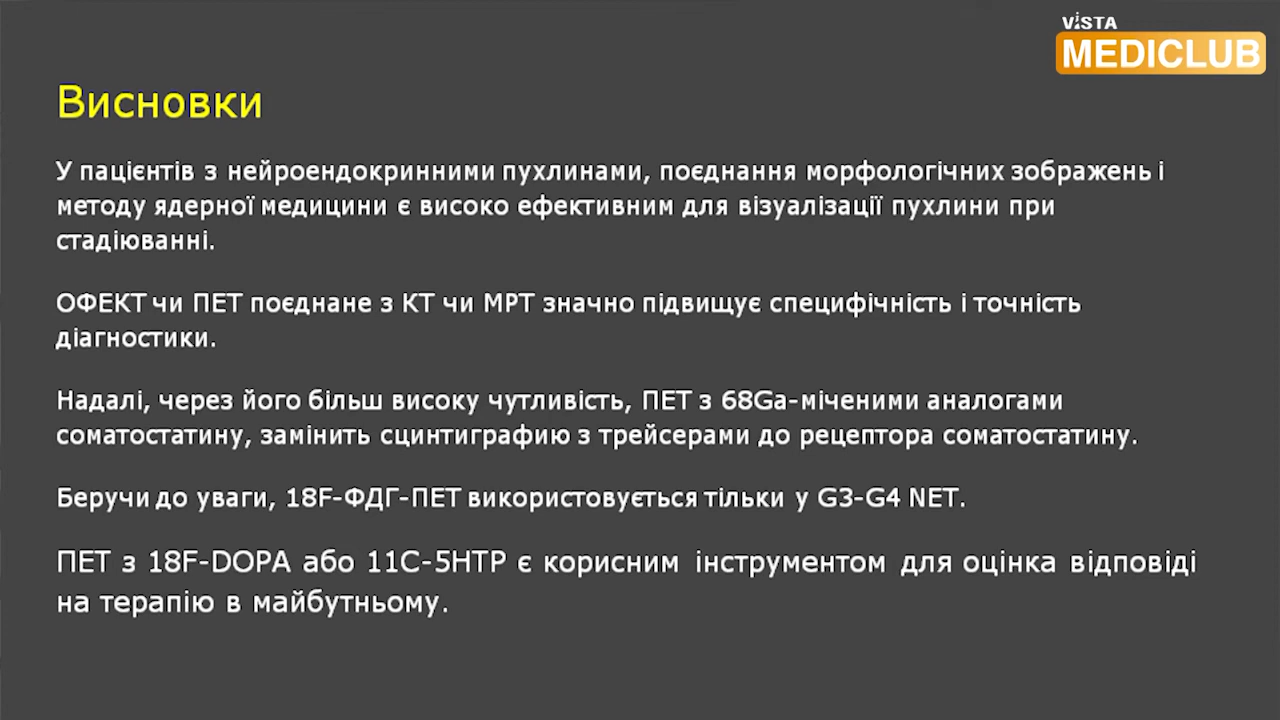 ViSTA
MEDICLUB
Висновки
У пацієнтів з нейроендокринними пухлинами, поєднання морфологічних зображень і
методу ядерної медицини є високо ефективним для візуалізації пухлини при
стадіюванні.
ОФЕКТ чи ПЕТ поєднане з КТ чи МРТ значно підвищує специфічність і точність
діагностики.
Надалі, через його більш високу чутливість, ПЕТ з 68Ga-міченими аналогами
соматостатину, замінить сцинтиграфию з трейсерами до рецептора соматостатину.
Беручи до уваги, 18F-ФДГ-ПЕТ використовується тільки у G3-G4 NET.
ПЕТ з 18F-DOPA або 11C-5HTP є корисним інструментом для оцінка відповіді
на терапію в майбутньому.